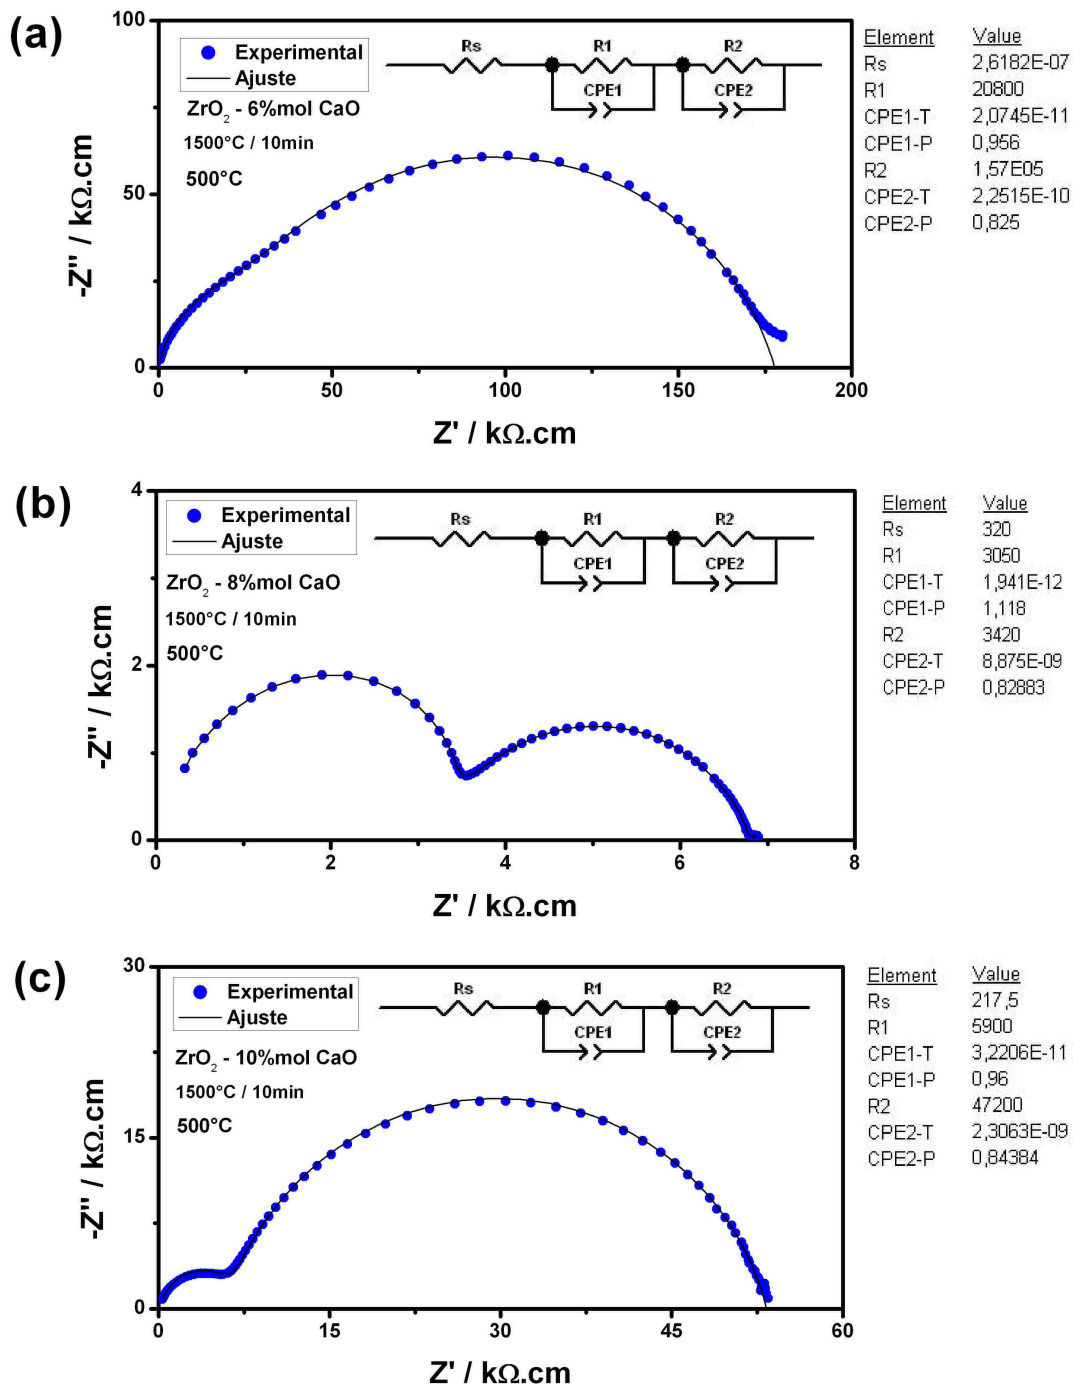 (a)
100
50
0
-Z'' / kΩ.cm
Experimental
Ajuste
ZrO₂ - 6%mol CaO
1500°C / 10min
500°C
Rs R1 R2
CPE1 CPE2
0 50 100 150 200
Z' / kΩ.cm
Element Value
Rs 2,6182E-07
R1 20800
CPE1-T 2,0745E-11
CPE1-P 0,956
R2 1,57E05
CPE2-T 2,2515E-10
CPE2-P 0,825
(b)
4
2
0
-Z'' / kΩ.cm
Experimental
Ajuste
ZrO₂ - 8%mol CaO
1500°C / 10min
500°C
Rs R1 R2
CPE1 CPE2
0 2 4 6 8
Z' / kΩ.cm
Element Value
Rs 320
R1 3050
CPE1-T 1,941E-12
CPE1-P 1,118
R2 3420
CPE2-T 8,875E-09
CPE2-P 0,82883
(c)
30
15
0
-Z'' / kΩ.cm
Experimental
Ajuste
ZrO₂ - 10%mol CaO
1500°C / 10min
500°C
Rs R1 R2
CPE1 CPE2
0 15 30 45 60
Z' / kΩ.cm
Element Value
Rs 217,5
R1 5900
CPE1-T 3,2206E-11
CPE1-P 0,96
R2 47200
CPE2-T 2,3063E-09
CPE2-P 0,84384